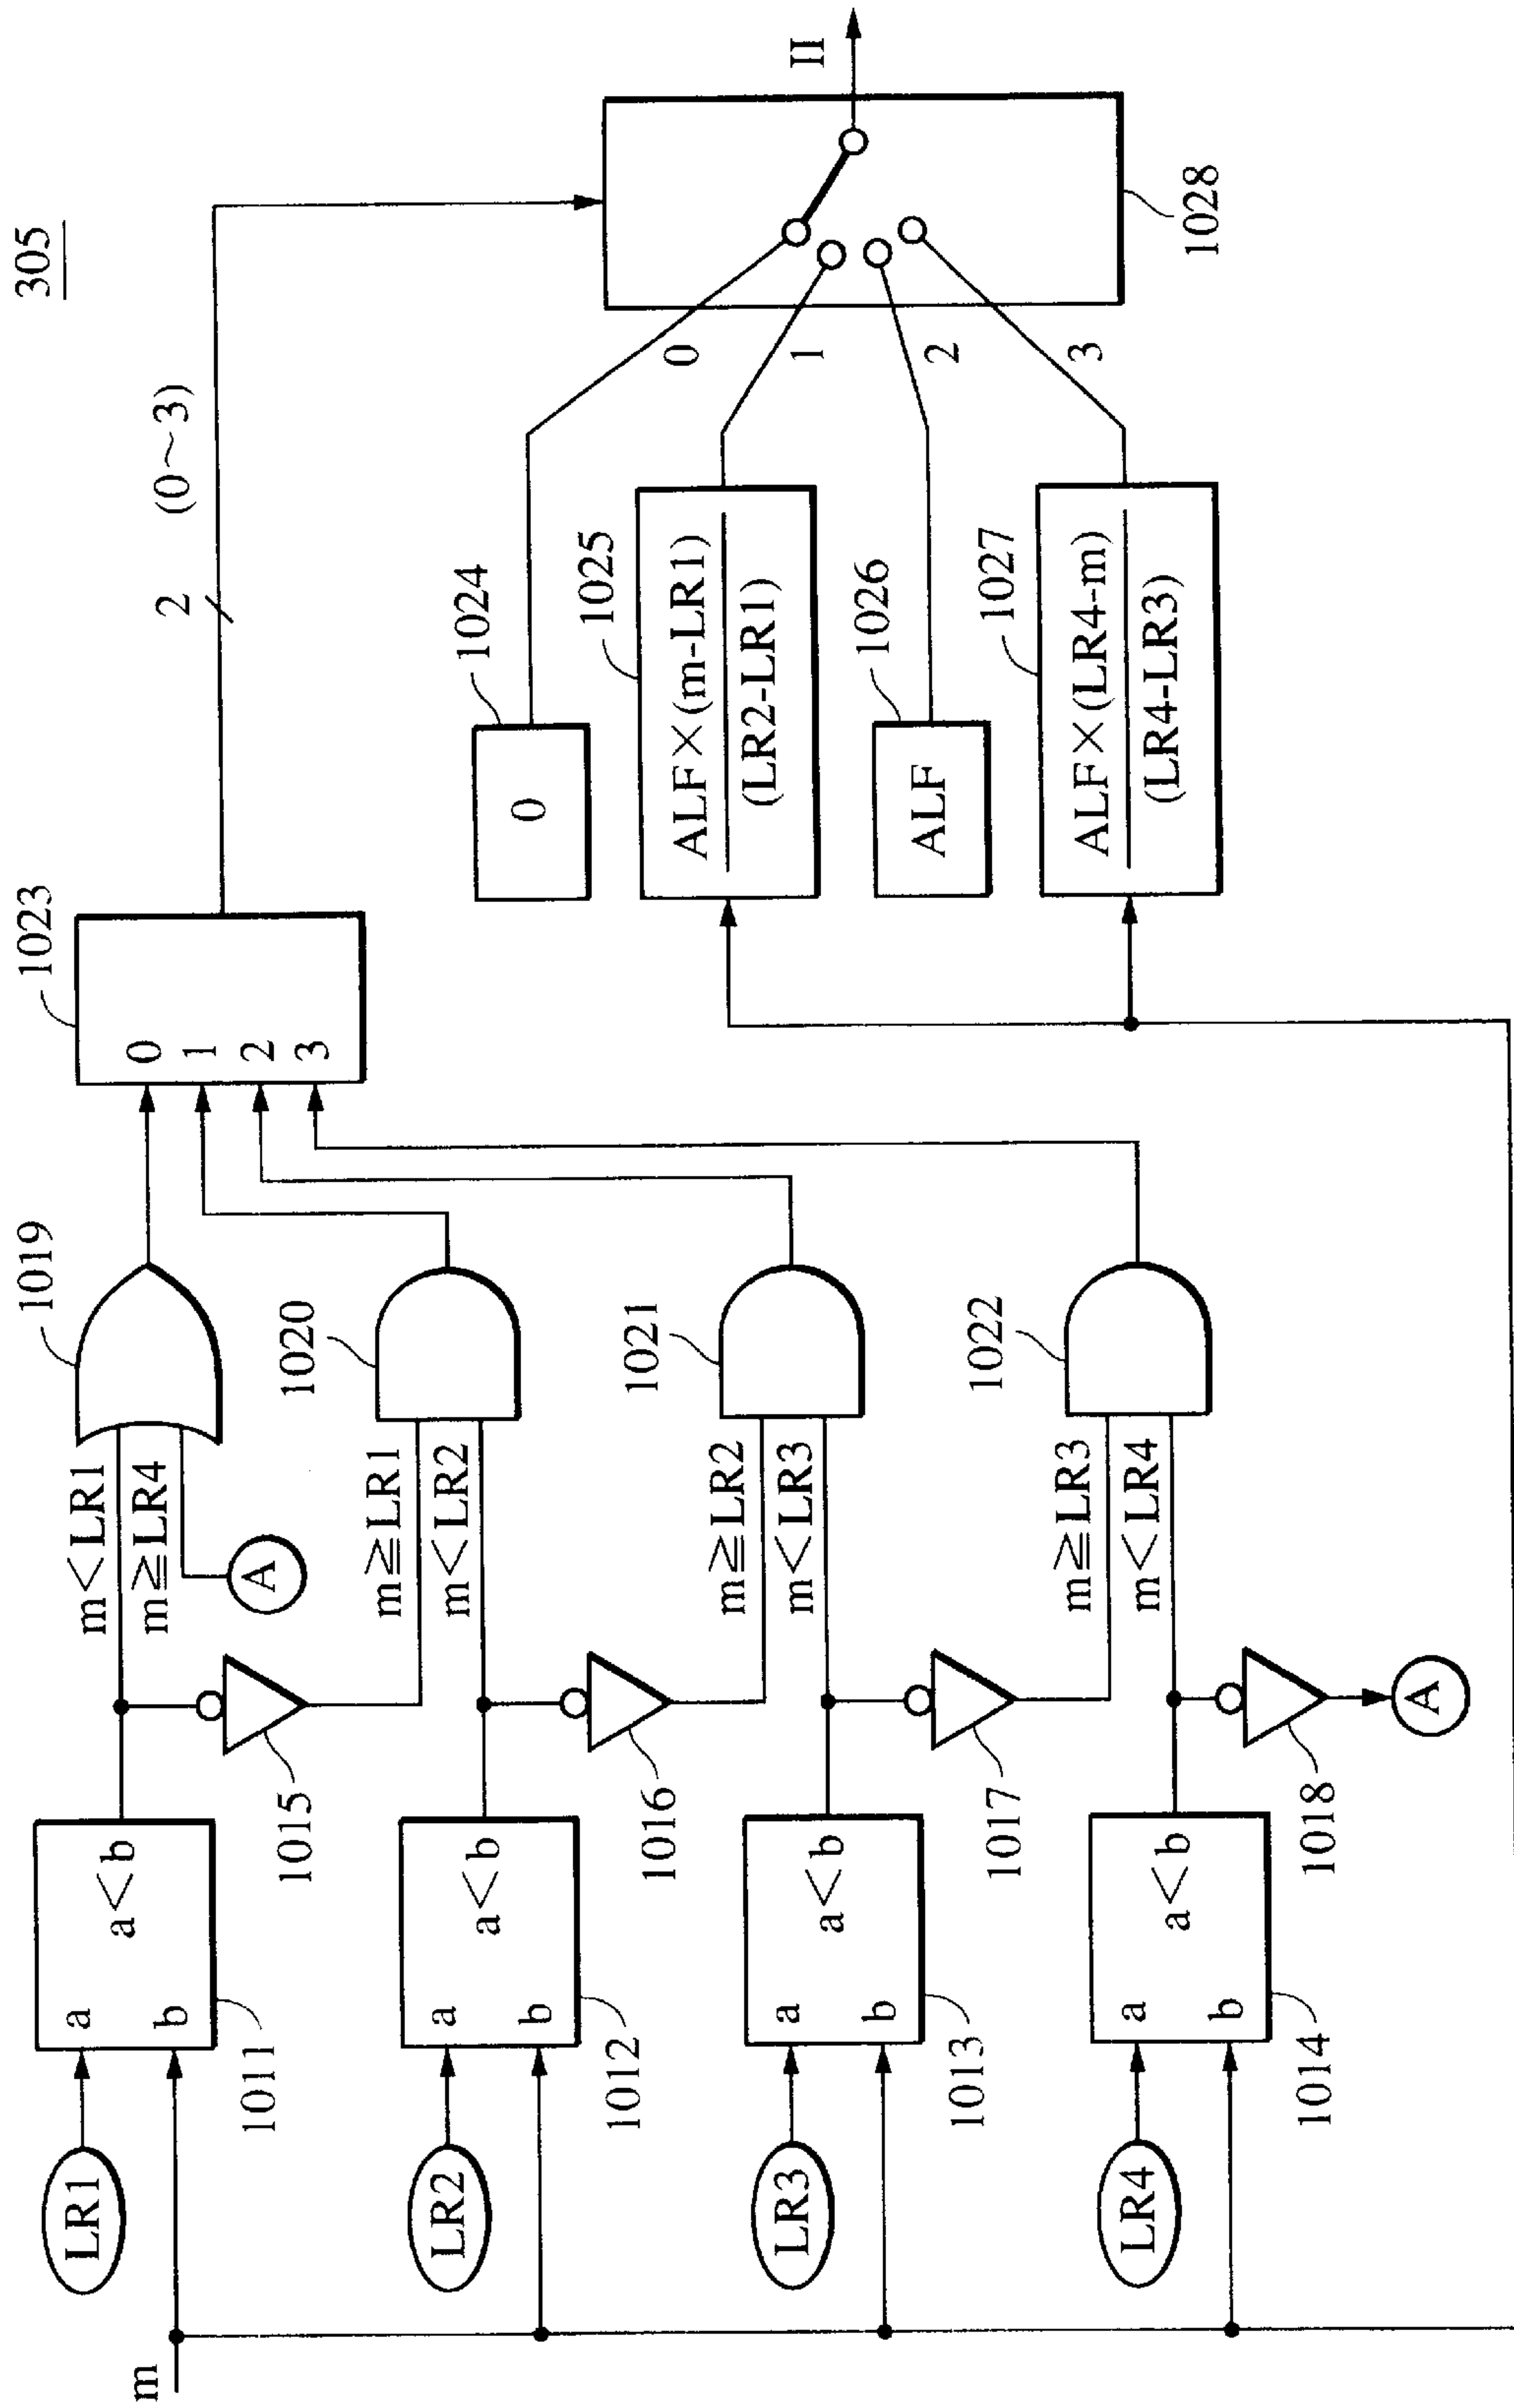 305
m
LR1
a
b
a<b
1011
1015
m<LR1
m≧LR4
A
1019
LR2
a
b
a<b
1012
1016
m≧LR1
m<LR2
1020
LR3
a
b
a<b
1013
1017
m≧LR2
m<LR3
1021
LR4
a
b
a<b
1014
1018
A
m≧LR3
m<LR4
1022
0
1
2
3
1023
2
(0~3)
0
1024
ALF×(m-LR1)
(LR2-LR1)
1025
ALF
1026
ALF×(LR4-m)
(LR4-LR3)
1027
0
1
2
3
1028
II